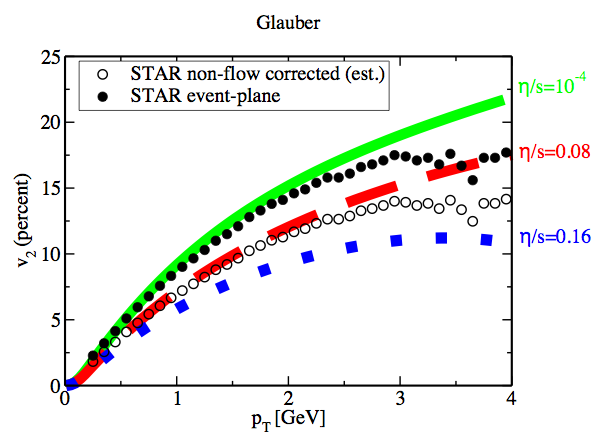 Glauber
25
20
15
10
5
0
v₂ (percent)
STAR non-flow corrected (est.)
STAR event-plane
η/s=10⁻⁴
η/s=0.08
η/s=0.16
0 1 2 3 4
p_T [GeV]